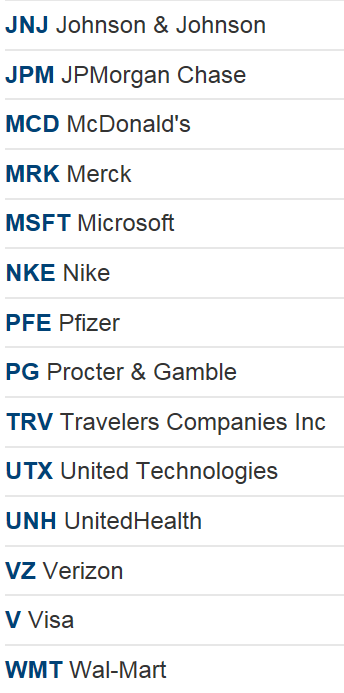 JNJ Johnson & Johnson
JPM JPMorgan Chase
MCD McDonald's
MRK Merck
MSFT Microsoft
NKE Nike
PFE Pfizer
PG Procter & Gamble
TRV Travelers Companies Inc
UTX United Technologies
UNH UnitedHealth
VZ Verizon
V Visa
WMT Wal-Mart